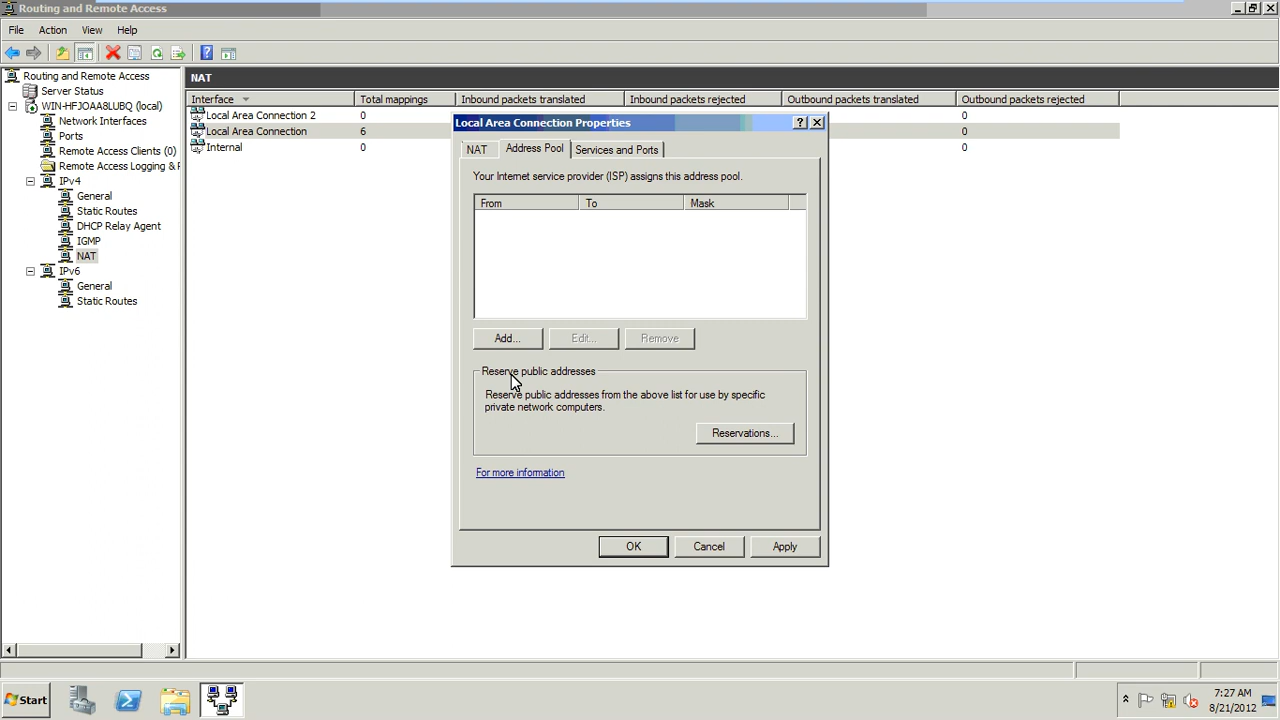 Routing and Remote Access
File Action View Help
Routing and Remote Access
Server Status
WIN-HFJOAA8LUBQ (local)
Network Interfaces
Ports
Remote Access Clients (0)
Remote Access Logging & P
IPv4
General
Static Routes
DHCP Relay Agent
IGMP
NAT
IPv6
General
Static Routes
NAT
Interface Total mappings Inbound packets translated Inbound packets rejected Outbound packets translated Outbound packets rejected
Local Area Connection 2 0 0
Local Area Connection 6 0
Internal 0 0
Local Area Connection Properties
NAT Address Pool Services and Ports
Your Internet service provider (ISP) assigns this address pool.
From To Mask
Add... Edit... Remove
Reserve public addresses
Reserve public addresses from the above list for use by specific
private network computers.
Reservations...
For more information
OK Cancel Apply
Start
7:27 AM
8/21/2012